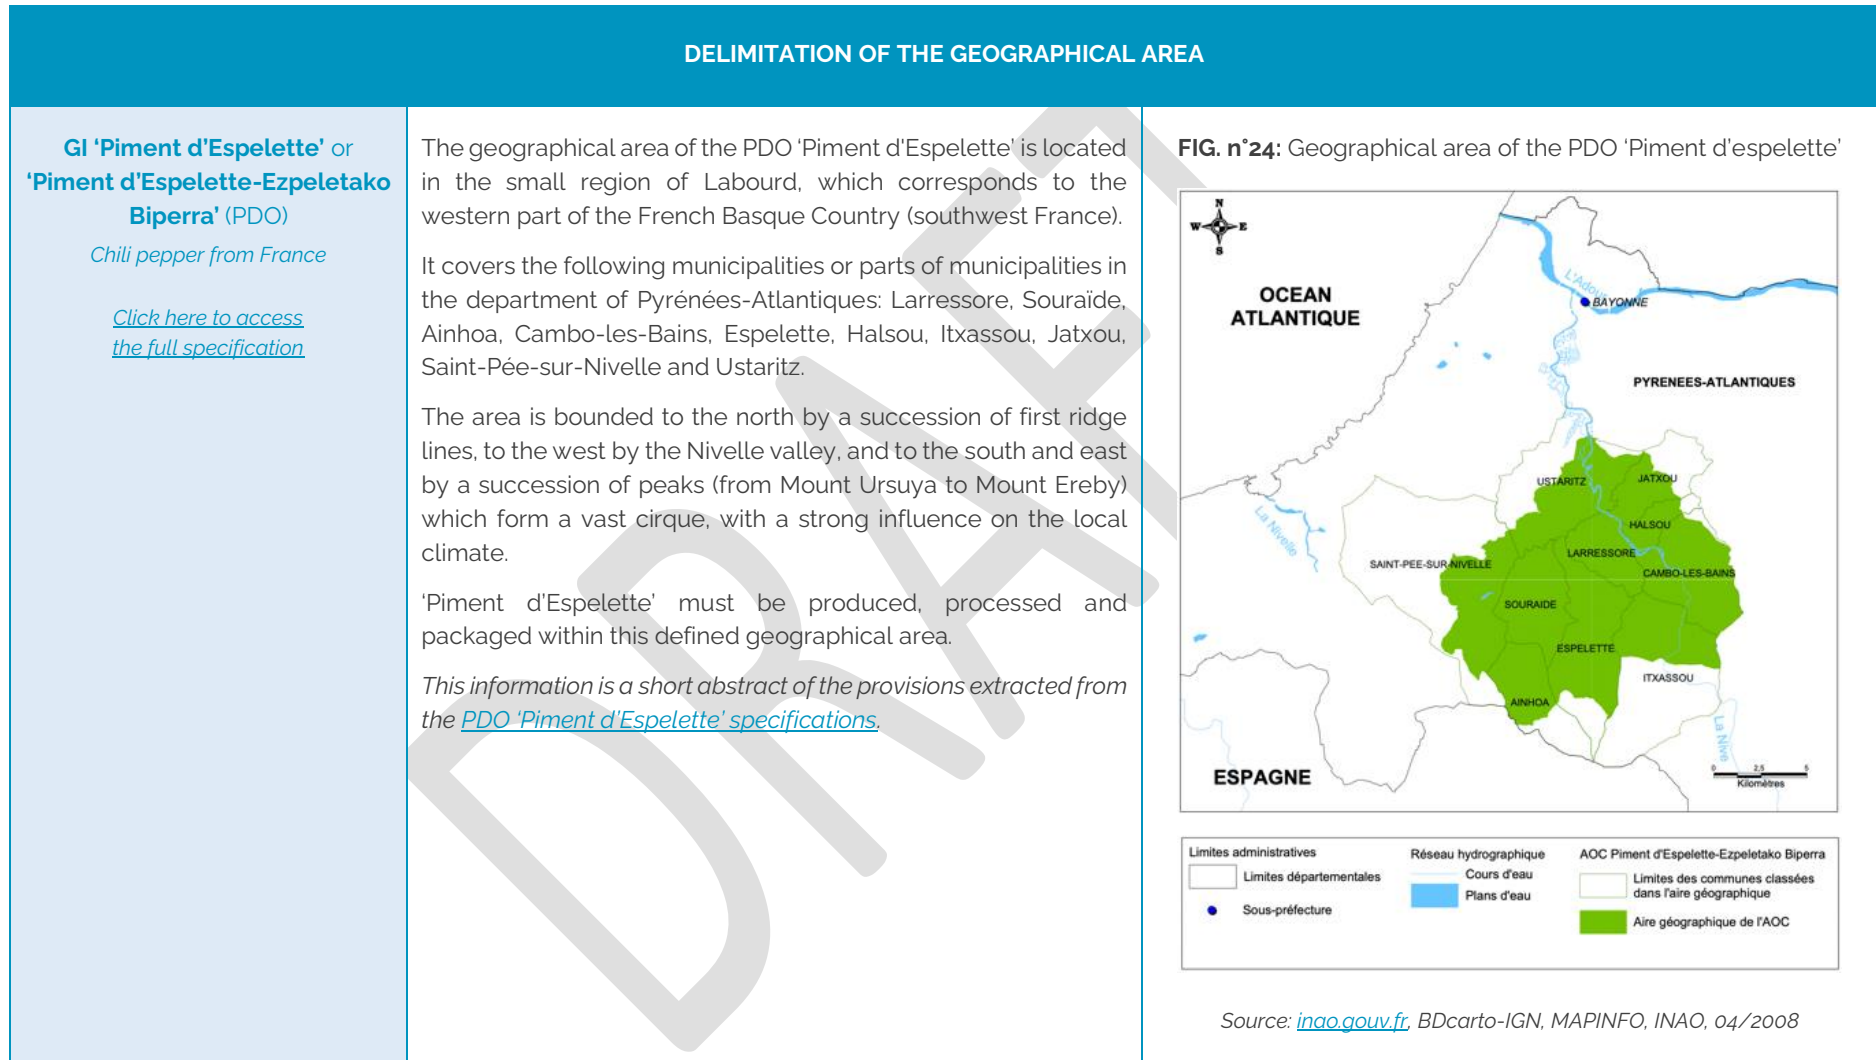 DELIMITATION OF THE GEOGRAPHICAL AREA
GI ‘Piment d’Espelette’ or
‘Piment d’Espelette-Ezpeletako
Biperra’ (PDO)
Chili pepper from France
Click here to access
the full specification
The geographical area of the PDO ‘Piment d'Espelette’ is located
in the small region of Labourd, which corresponds to the
western part of the French Basque Country (southwest France).
It covers the following municipalities or parts of municipalities in
the department of Pyrénées-Atlantiques: Larressore, Souraïde,
Ainhoa, Cambo-les-Bains, Espelette, Halsou, Itxassou, Jatxou,
Saint-Pée-sur-Nivelle and Ustaritz.
The area is bounded to the north by a succession of first ridge
lines, to the west by the Nivelle valley, and to the south and east
by a succession of peaks (from Mount Ursuya to Mount Ereby)
which form a vast cirque, with a strong influence on the local
climate.
‘Piment d’Espelette’ must be produced, processed and
packaged within this defined geographical area.
This information is a short abstract of the provisions extracted from
the PDO ‘Piment d’Espelette’ specifications.
DRAFT
FIG. n°24: Geographical area of the PDO ‘Piment d’espelette’
N
W E
S
OCEAN
ATLANTIQUE
L'Adour
BAYONNE
PYRENEES-ATLANTIQUES
USTARITZ
JATXOU
La Nivelle
HALSOU
LARRESSORE
SAINT-PEE-SUR-NIVELLE
CAMBO-LES-BAINS
SOURAIDE
ESPELETTE
ITXASSOU
AINHOA
La Nive
ESPAGNE
0 2,5 5
Kilomètres
Limites administratives
Limites départementales
Sous-préfecture
Réseau hydrographique
Cours d'eau
Plans d'eau
AOC Piment d'Espelette-Ezpeletako Biperra
Limites des communes classées
dans l'aire géographique
Aire géographique de l'AOC
Source: inao.gouv.fr, BDcarto-IGN, MAPINFO, INAO, 04/2008